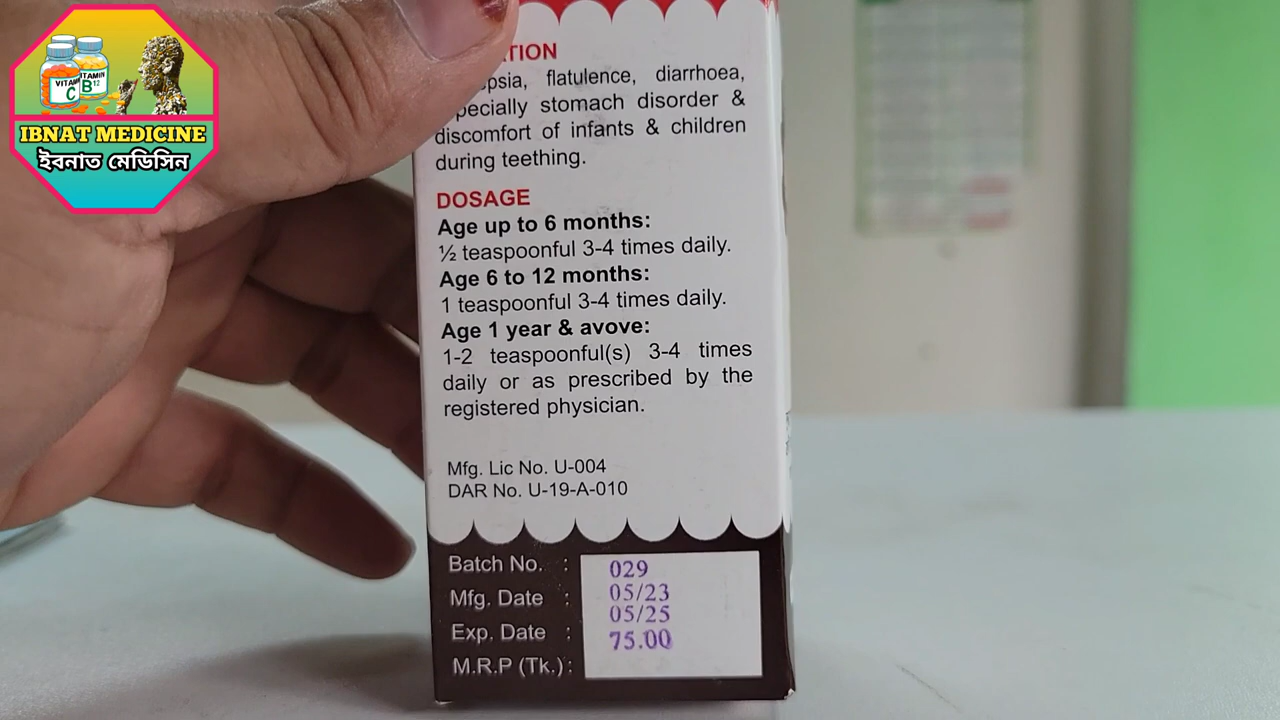 VITAMIN
C
VITAMIN
B12
IBNAT MEDICINE
ইবনাত মেডিসিন
flatulence, diarrhoea,
stomach disorder &
discomfort of infants & children
during teething.
DOSAGE
Age up to 6 months:
½ teaspoonful 3-4 times daily.
Age 6 to 12 months:
1 teaspoonful 3-4 times daily.
Age 1 year & avove:
1-2 teaspoonful(s) 3-4 times
daily or as prescribed by the
registered physician.
Mfg. Lic No. U-004
DAR No. U-19-A-010
Batch No. : 029
Mfg. Date : 05/23
Exp. Date : 05/25
M.R.P (Tk.): 75.00